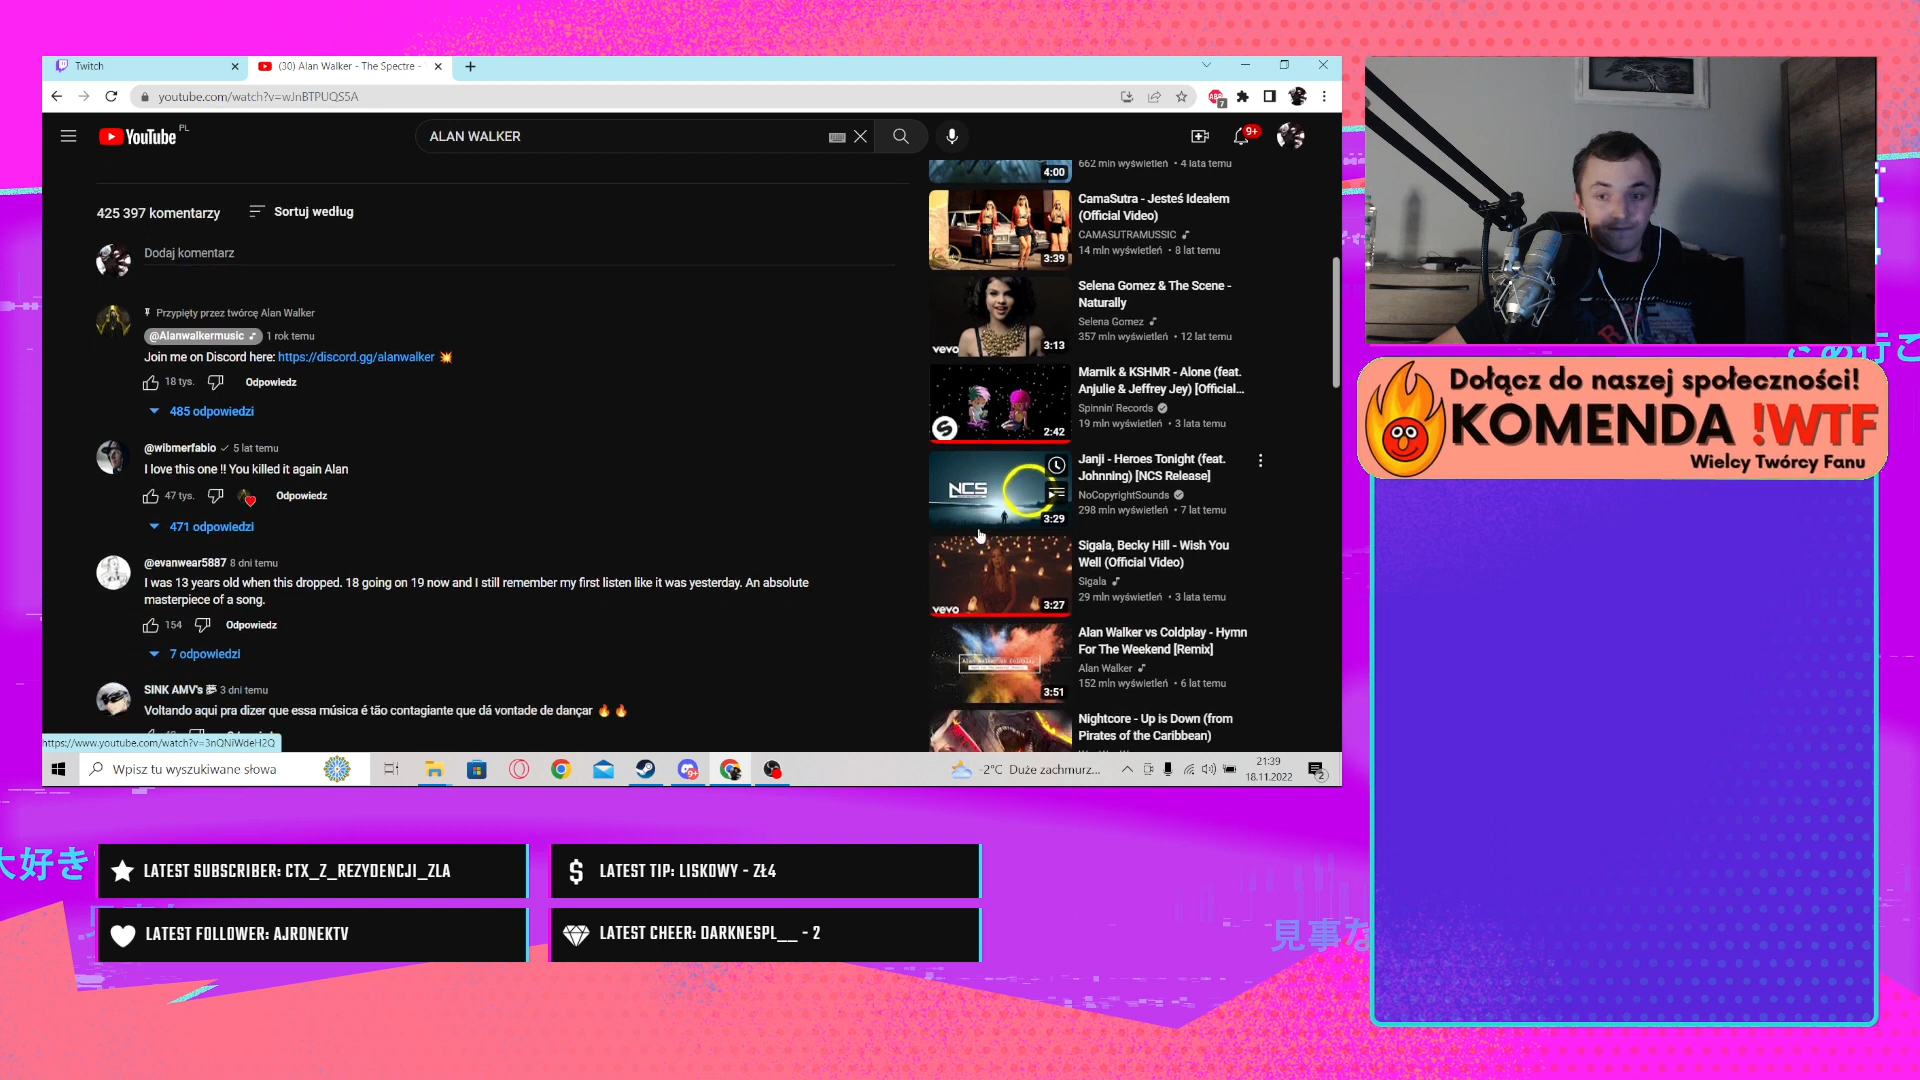 Twitch
(30) Alan Walker - The Spectre -
youtube.com/watch?v=wJnBTPUQS5A
ABP
7
YouTube PL
ALAN WALKER
9+
425 397 komentarzy
Sortuj według
Dodaj komentarz
Przypięty przez twórcę Alan Walker
@Alanwalkermusic 1 rok temu
Join me on Discord here: https://discord.gg/alanwalker 💥
18 tys. Odpowiedz
485 odpowiedzi
@wibmerfabio 5 lat temu
I love this one !! You killed it again Alan
47 tys. Odpowiedz
471 odpowiedzi
@evanwear5887 8 dni temu
I was 13 years old when this dropped. 18 going on 19 now and I still remember my first listen like it was yesterday. An absolute
masterpiece of a song.
154 Odpowiedz
7 odpowiedzi
SINK AMV's 夢 3 dni temu
Voltando aqui pra dizer que essa música é tão contagiante que dá vontade de dançar 🔥 🔥
https://www.youtube.com/watch?v=3nQNiWdeH2Q
662 mln wyświetleń • 4 lata temu
4:00
CamaSutra - Jesteś Ideałem
(Official Video)
CAMASUTRAMUSSIC
14 mln wyświetleń • 8 lat temu
3:39
Selena Gomez & The Scene -
Naturally
Selena Gomez
357 mln wyświetleń • 12 lat temu
vevo
3:13
Marnik & KSHMR - Alone (feat.
Anjulie & Jeffrey Jey) [Official...
Spinnin' Records
19 mln wyświetleń • 3 lata temu
2:42
Janji - Heroes Tonight (feat.
Johnning) [NCS Release]
NoCopyrightSounds
298 mln wyświetleń • 7 lat temu
NCS
3:29
Sigala, Becky Hill - Wish You
Well (Official Video)
Sigala
29 mln wyświetleń • 3 lata temu
vevo
3:27
Alan Walker vs Coldplay - Hymn
For The Weekend [Remix]
Alan Walker
152 mln wyświetleń • 6 lat temu
3:51
Nightcore - Up is Down (from
Pirates of the Caribbean)
Wpisz tu wyszukiwane słowa
9+
-2°C Duże zachmurz...
21:39
18.11.2022
2
Dołącz do naszej społeczności!
KOMENDA !WTF
Wielcy Twórcy Fanu
大好き
LATEST SUBSCRIBER: CTX_Z_REZYDENCJI_ZLA
LATEST TIP: LISKOWY - ZŁ4
LATEST FOLLOWER: AJRONEKTV
LATEST CHEER: DARKNESPL__ - 2
見事な